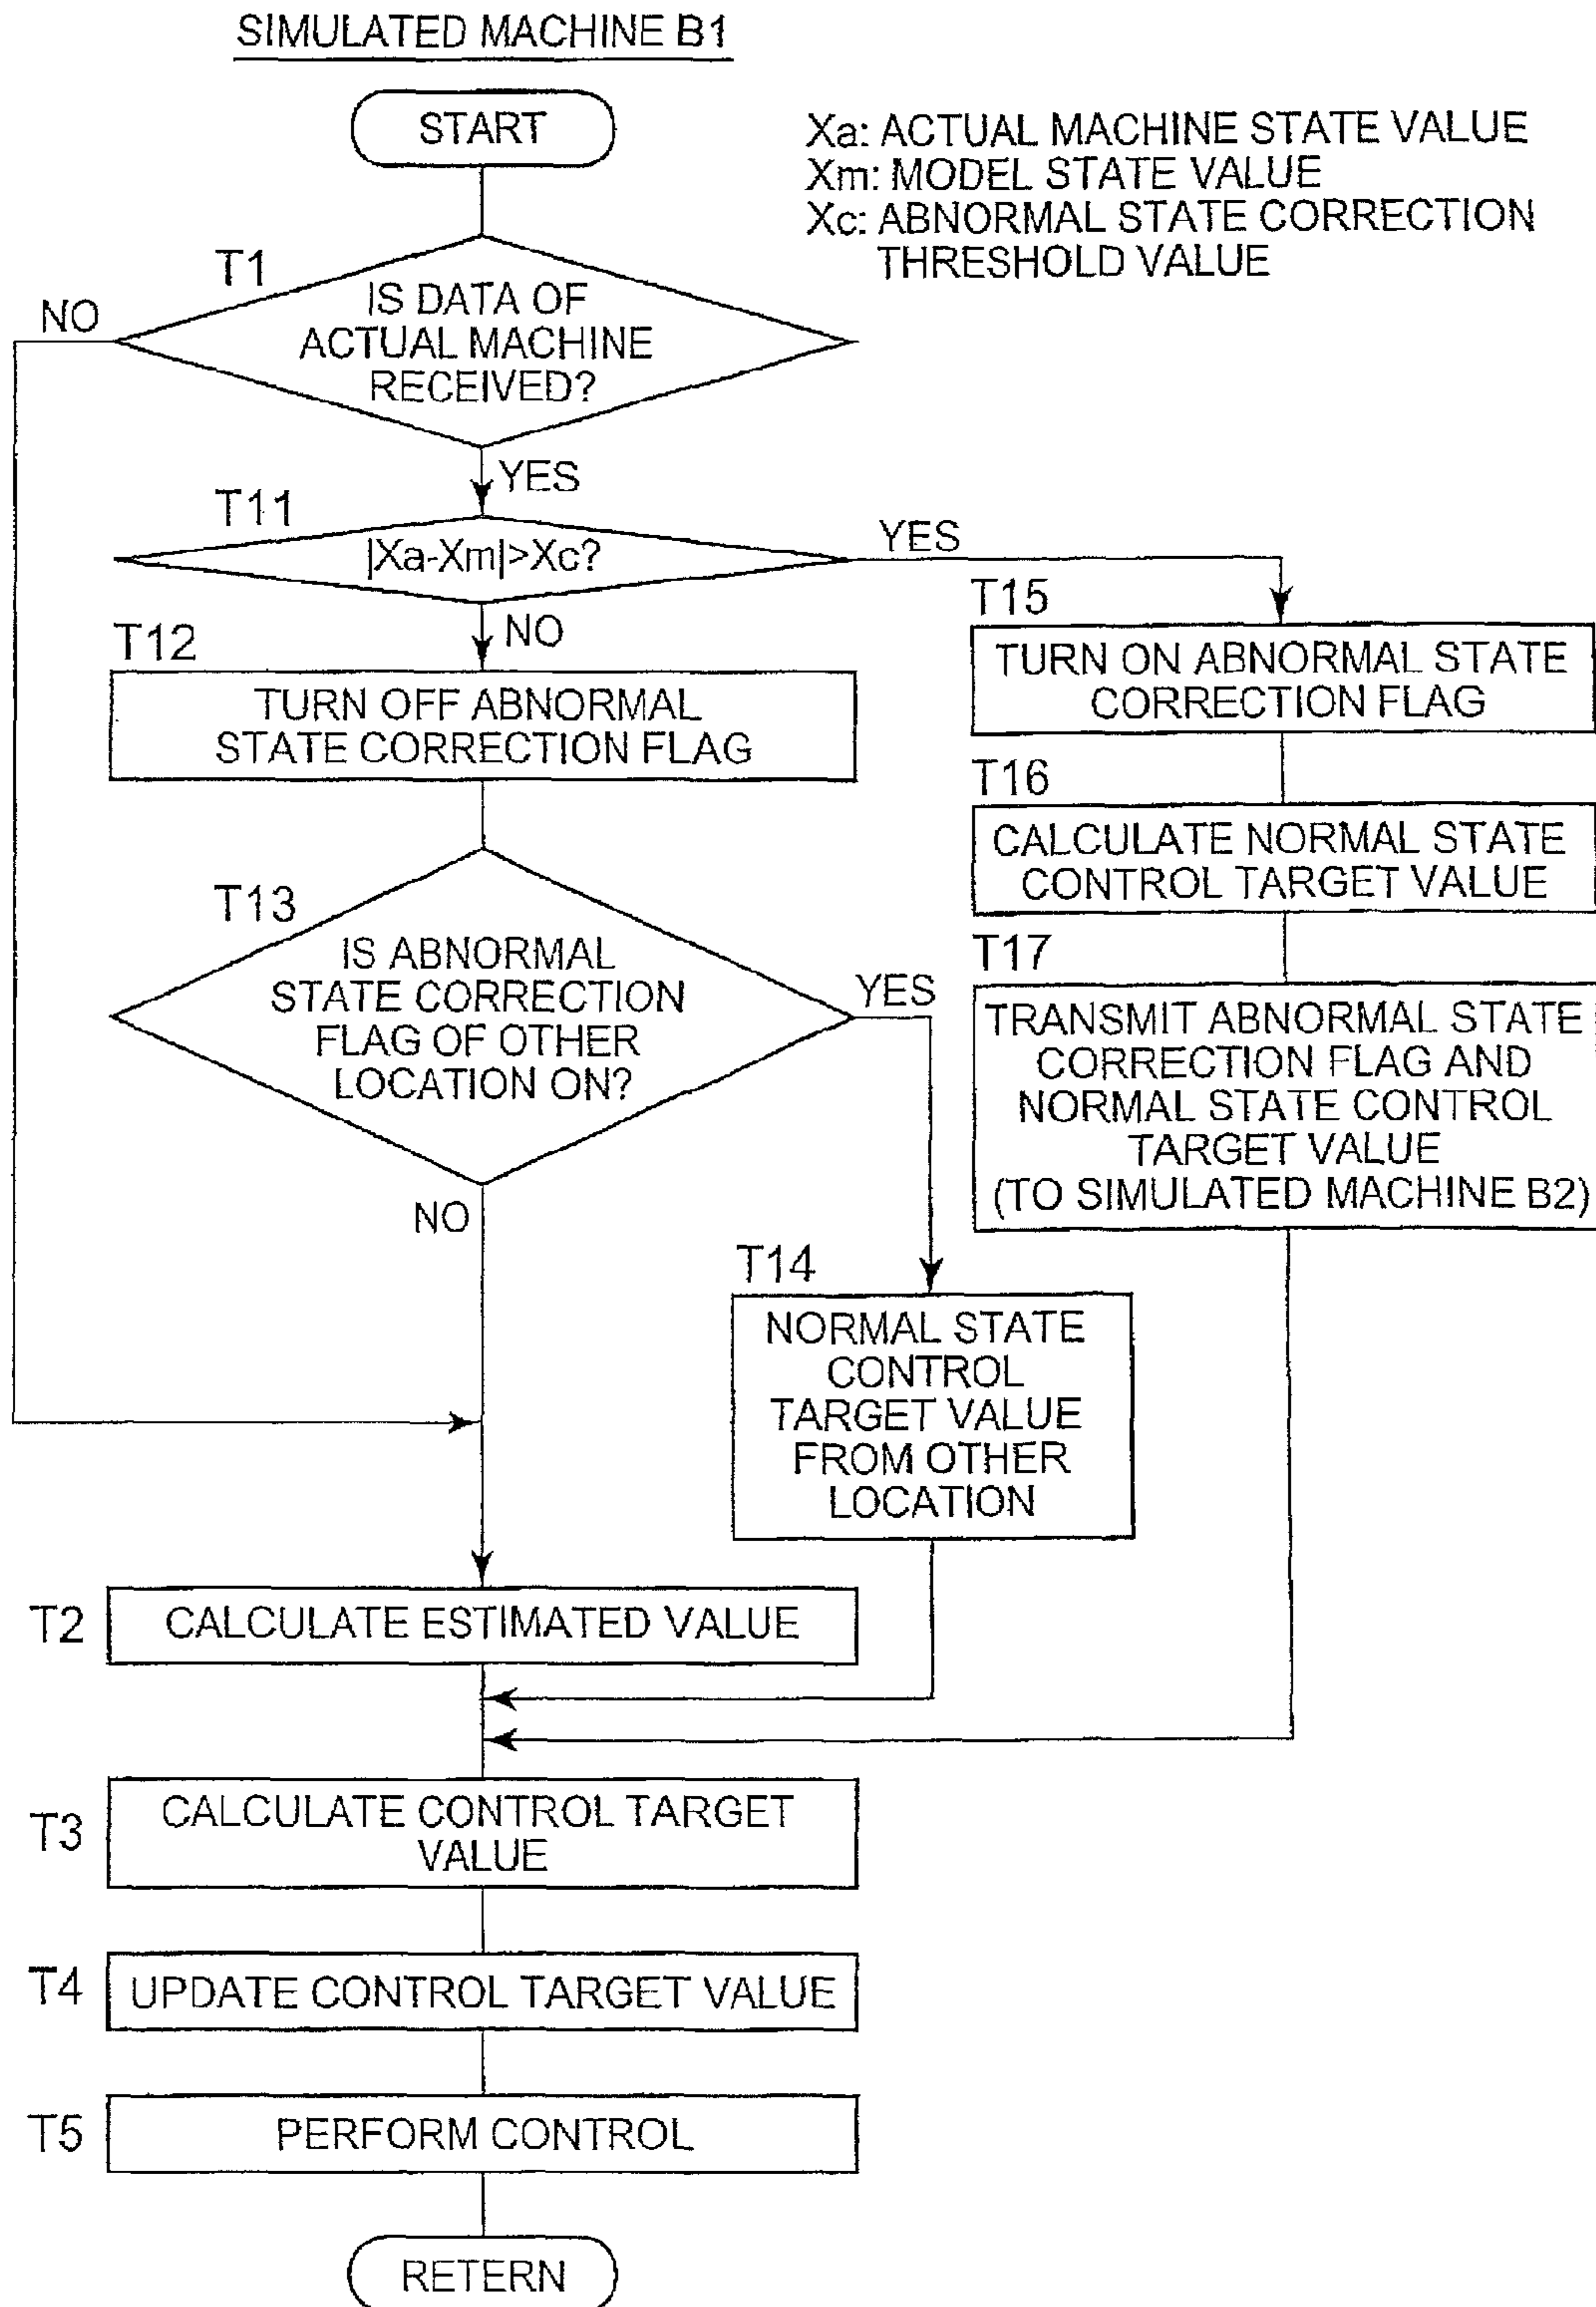 SIMULATED MACHINE B1
START
Xa: ACTUAL MACHINE STATE VALUE
Xm: MODEL STATE VALUE
Xc: ABNORMAL STATE CORRECTION
THRESHOLD VALUE
T1
NO
IS DATA OF
ACTUAL MACHINE
RECEIVED?
YES
T11
|Xa-Xm|>Xc?
YES
NO
T12
TURN OFF ABNORMAL
STATE CORRECTION FLAG
T15
TURN ON ABNORMAL STATE
CORRECTION FLAG
T16
CALCULATE NORMAL STATE
CONTROL TARGET VALUE
T13
IS ABNORMAL
STATE CORRECTION
FLAG OF OTHER
LOCATION ON?
YES
NO
T17
TRANSMIT ABNORMAL STATE
CORRECTION FLAG AND
NORMAL STATE CONTROL
TARGET VALUE
(TO SIMULATED MACHINE B2)
T14
NORMAL STATE
CONTROL
TARGET VALUE
FROM OTHER
LOCATION
T2
CALCULATE ESTIMATED VALUE
T3
CALCULATE CONTROL TARGET
VALUE
T4
UPDATE CONTROL TARGET VALUE
T5
PERFORM CONTROL
RETERN